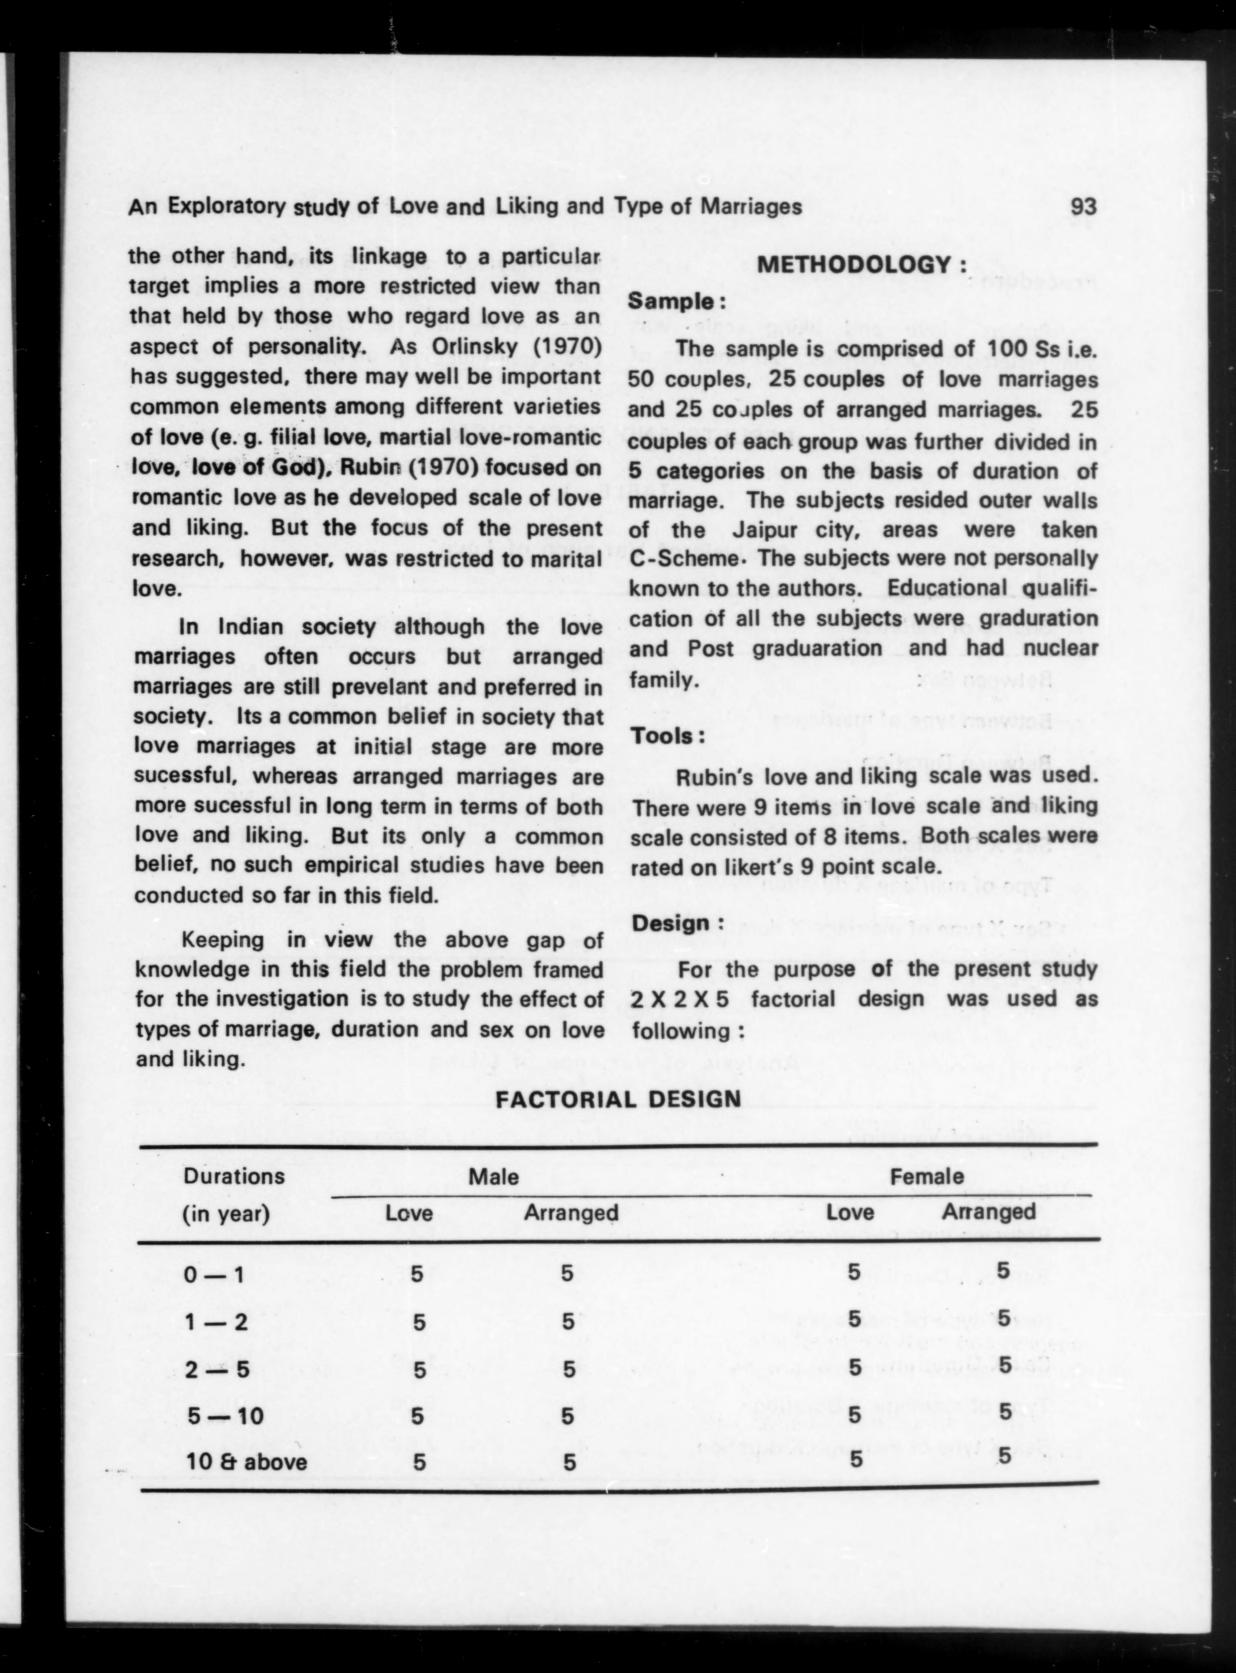 An Exploratory study of Love and Liking and Type of Marriages 93
the other hand, its linkage to a particular
target implies a more restricted view than
that held by those who regard love as an
aspect of personality. As Orlinsky (1970)
has suggested, there may well be important
common elements among different varieties
of love (e. g. filial love, martial love-romantic
love, love of God), Rubin (1970) focused on
romantic love as he developed scale of love
and liking. But the focus of the present
research, however, was restricted to marital
love.
In Indian society although the love
marriages often occurs but arranged
marriages are still prevelant and preferred in
society. Its a common belief in society that
love marriages at initial stage are more
sucessful, whereas arranged marriages are
more sucessful in long term in terms of both
love and liking. But its only a common
belief, no such empirical studies have been
conducted so far in this field.
Keeping in view the above gap of
knowledge in this field the problem framed
for the investigation is to study the effect of
types of marriage, duration and sex on love
and liking.
METHODOLOGY :
Sample :
The sample is comprised of 100 Ss i.e.
50 couples, 25 couples of love marriages
and 25 couples of arranged marriages. 25
couples of each group was further divided in
5 categories on the basis of duration of
marriage. The subjects resided outer walls
of the Jaipur city, areas were taken
C-Scheme. The subjects were not personally
known to the authors. Educational qualifi-
cation of all the subjects were graduration
and Post graduaration and had nuclear
family.
Tools :
Rubin's love and liking scale was used.
There were 9 items in love scale and liking
scale consisted of 8 items. Both scales were
rated on likert's 9 point scale.
Design :
For the purpose of the present study
2 X 2 X 5 factorial design was used as
following :
FACTORIAL DESIGN
Durations Male Female
(in year) Love Arranged Love Arranged
0 — 1 5 5 5 5
1 — 2 5 5 5 5
2 — 5 5 5 5 5
5 — 10 5 5 5 5
10 & above 5 5 5 5